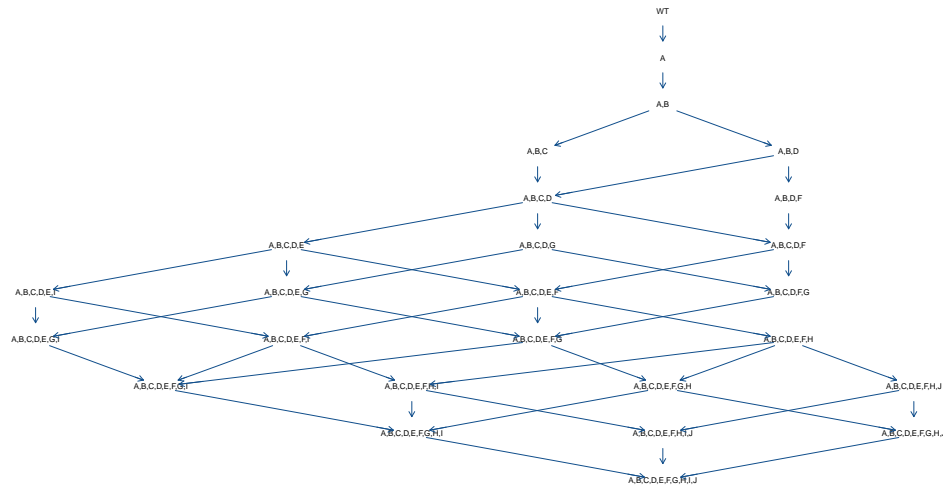 WT
A
A,B
A,B,C
A,B,D
A,B,C,D
A,B,D,F
A,B,C,D,E
A,B,C,D,G
A,B,C,D,F
A,B,C,D,E,I
A,B,C,D,E,G
A,B,C,D,E,F
A,B,C,D,F,G
A,B,C,D,E,G,I
A,B,C,D,E,F,I
A,B,C,D,E,F,G
A,B,C,D,E,F,H
A,B,C,D,E,F,G,I
A,B,C,D,E,F,H,I
A,B,C,D,E,F,G,H
A,B,C,D,E,F,H,J
A,B,C,D,E,F,G,H,I
A,B,C,D,E,F,H,I,J
A,B,C,D,E,F,G,H,J
A,B,C,D,E,F,G,H,I,J